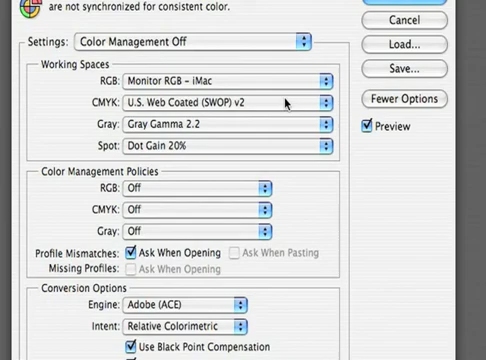 are not synchronized for consistent color.
Cancel
Settings: Color Management Off
Load...
Working Spaces
Save...
RGB: Monitor RGB - iMac
CMYK: U.S. Web Coated (SWOP) v2
Fewer Options
Gray: Gray Gamma 2.2
Preview
Spot: Dot Gain 20%
Color Management Policies
RGB: Off
CMYK: Off
Gray: Off
Profile Mismatches: Ask When Opening Ask When Pasting
Missing Profiles: Ask When Opening
Conversion Options
Engine: Adobe (ACE)
Intent: Relative Colorimetric
Use Black Point Compensation